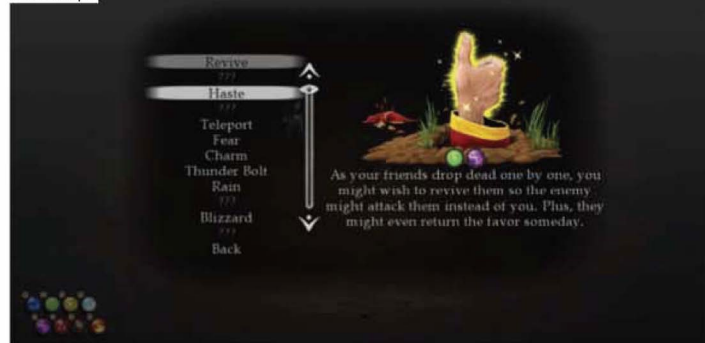 Revive
???
Haste
???
Teleport
Fear
Charm
Thunder Bolt
Rain
???
Blizzard
???
Back
As your friends drop dead one by one, you
might wish to revive them so the enemy
might attack them instead of you. Plus, they
might even return the favor someday.